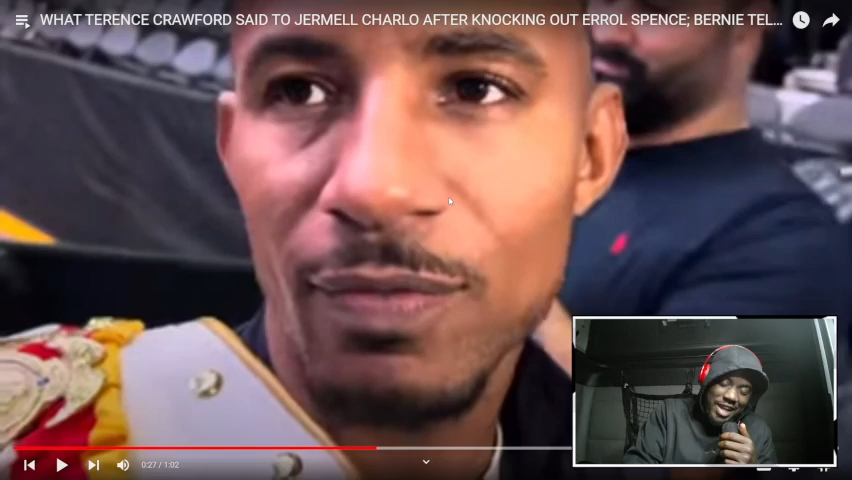 WHAT TERENCE CRAWFORD SAID TO JERMELL CHARLO AFTER KNOCKING OUT ERROL SPENCE; BERNIE TEL...
0:27 / 1:02